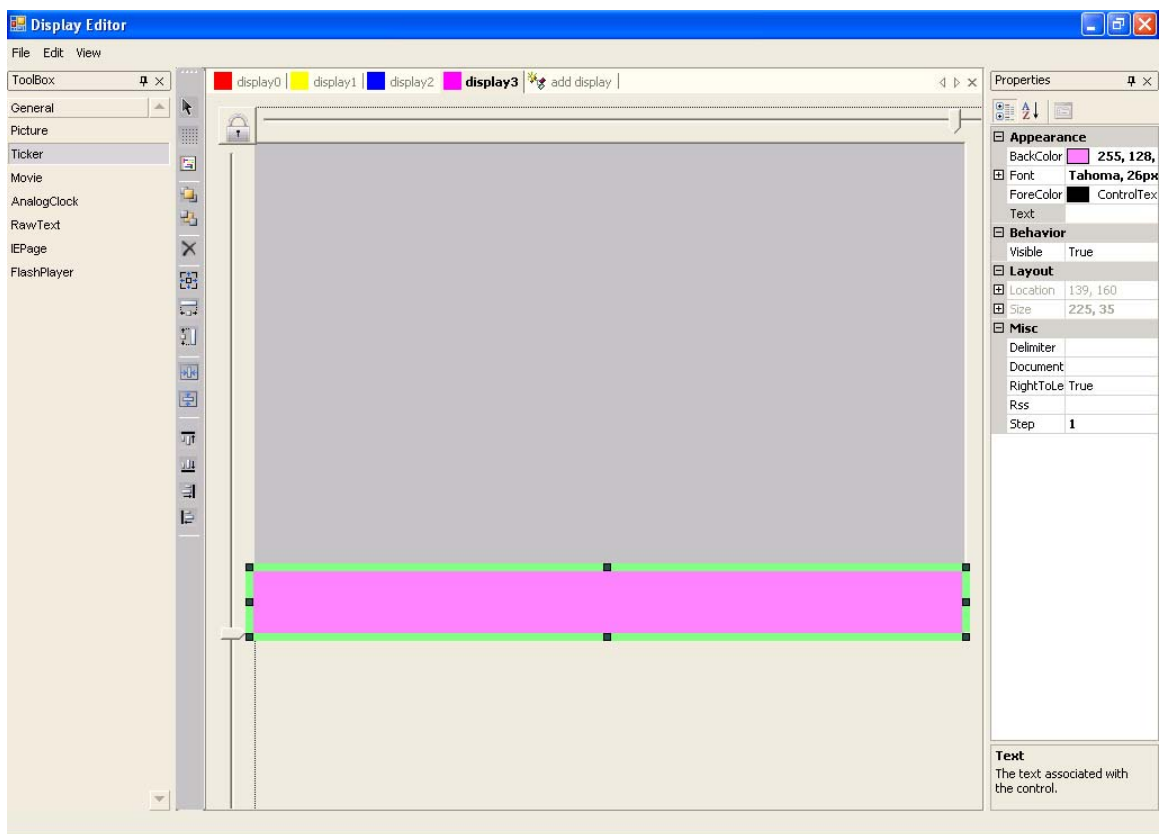 Display Editor
File Edit View
ToolBox
General
Picture
Ticker
Movie
AnalogClock
RawText
IEPage
FlashPlayer
display0 display1 display2 display3 add display
Properties
Appearance
BackColor 255, 128,
Font Tahoma, 26px
ForeColor ControlTex
Text
Behavior
Visible True
Layout
Location 139, 160
Size 225, 35
Misc
Delimiter
Document
RightToLe True
Rss
Step 1
Text
The text associated with
the control.